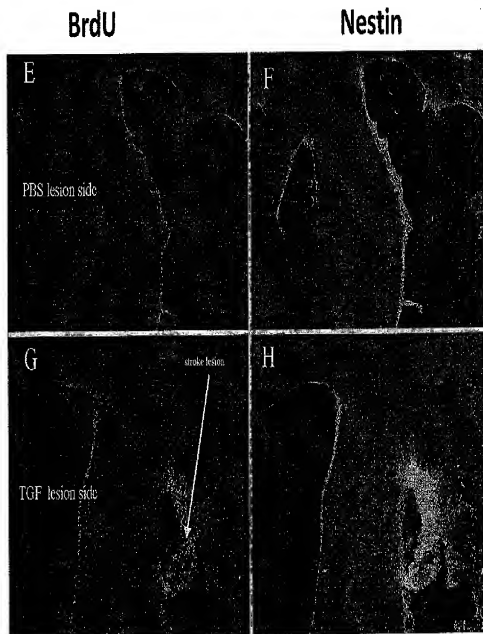 BrdU Nestin
E F
PBS lesion side
G H
stroke lesion
TGF lesion side